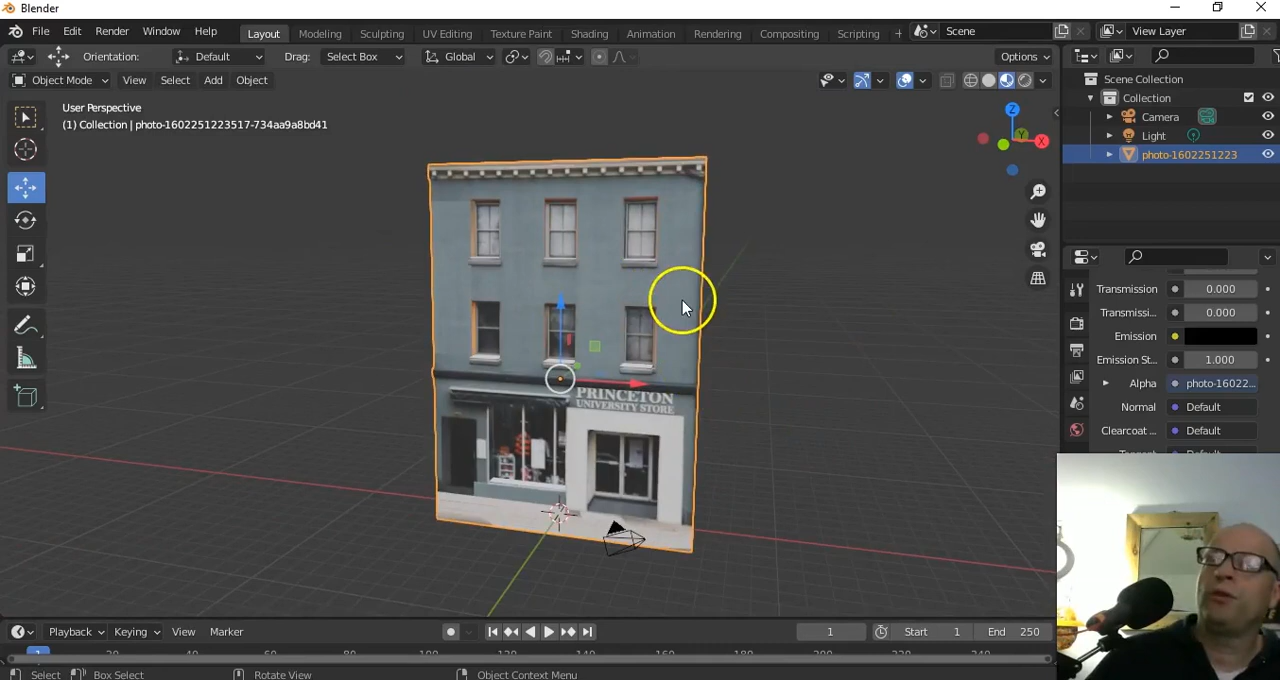 Blender
File Edit Render Window Help
Layout Modeling Sculpting UV Editing Texture Paint Shading Animation Rendering Compositing Scripting +
Scene
View Layer
Orientation: Default Drag: Select Box Global Options
Object Mode View Select Add Object
User Perspective
(1) Collection | photo-1602251223517-734aa9a8bd41
Z
Y
X
Scene Collection
Collection
Camera
Light
photo-1602251223
PRINCETON
UNIVERSITY STORE
Transmission 0.000
Transmissi... 0.000
Emission
Emission St... 1.000
Alpha photo-16022...
Normal Default
Clearcoat ... Default
Playback Keying View Marker
1 Start 1 End 250
1
Select Box Select Rotate View Object Context Menu